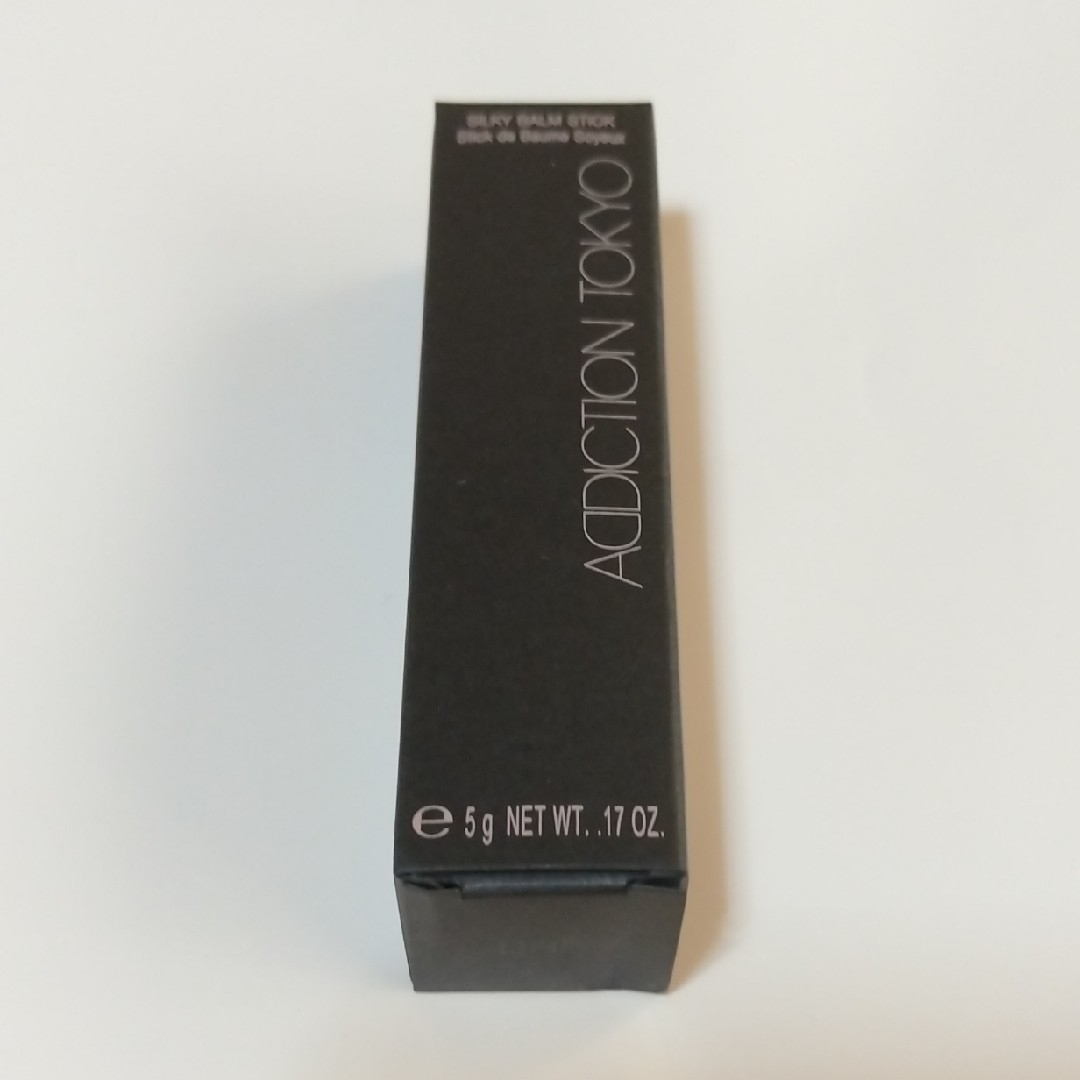 SILKY BALM STICK
Stick de Baume Soyeux
ADDICTION TOKYO
e 5 g NET WT. .17 OZ.